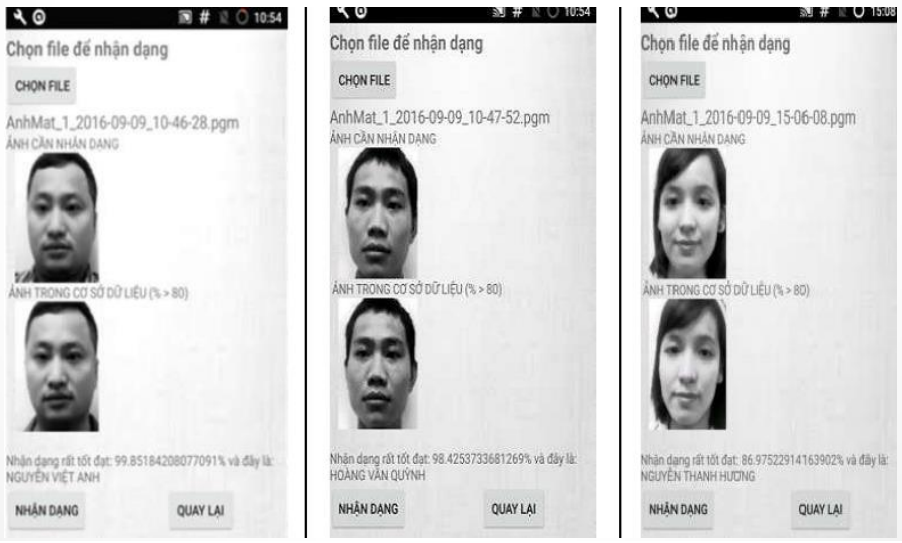 10:54
Chọn file để nhận dạng
CHỌN FILE
AnhMat_1_2016-09-09_10-46-28.pgm
ẢNH CẦN NHẬN DẠNG
ẢNH TRONG CƠ SỞ DỮ LIỆU (% > 80)
Nhận dạng rất tốt đạt: 99.85184208077091% và đây là:
NGUYỄN VIỆT ANH
NHẬN DẠNG QUAY LẠI
10:54
Chọn file để nhận dạng
CHỌN FILE
AnhMat_1_2016-09-09_10-47-52.pgm
ẢNH CẦN NHẬN DẠNG
ẢNH TRONG CƠ SỞ DỮ LIỆU (% > 80)
Nhận dạng rất tốt đạt: 98.4253733681269% và đây là:
HOÀNG VĂN QUỲNH
NHẬN DẠNG QUAY LẠI
15:08
Chọn file để nhận dạng
CHỌN FILE
AnhMat_1_2016-09-09_15-06-08.pgm
ẢNH CẦN NHẬN DẠNG
ẢNH TRONG CƠ SỞ DỮ LIỆU (% > 80)
Nhận dạng rất tốt đạt: 86.97522914163902% và đây là:
NGUYỄN THANH HƯƠNG
NHẬN DẠNG QUAY LẠI